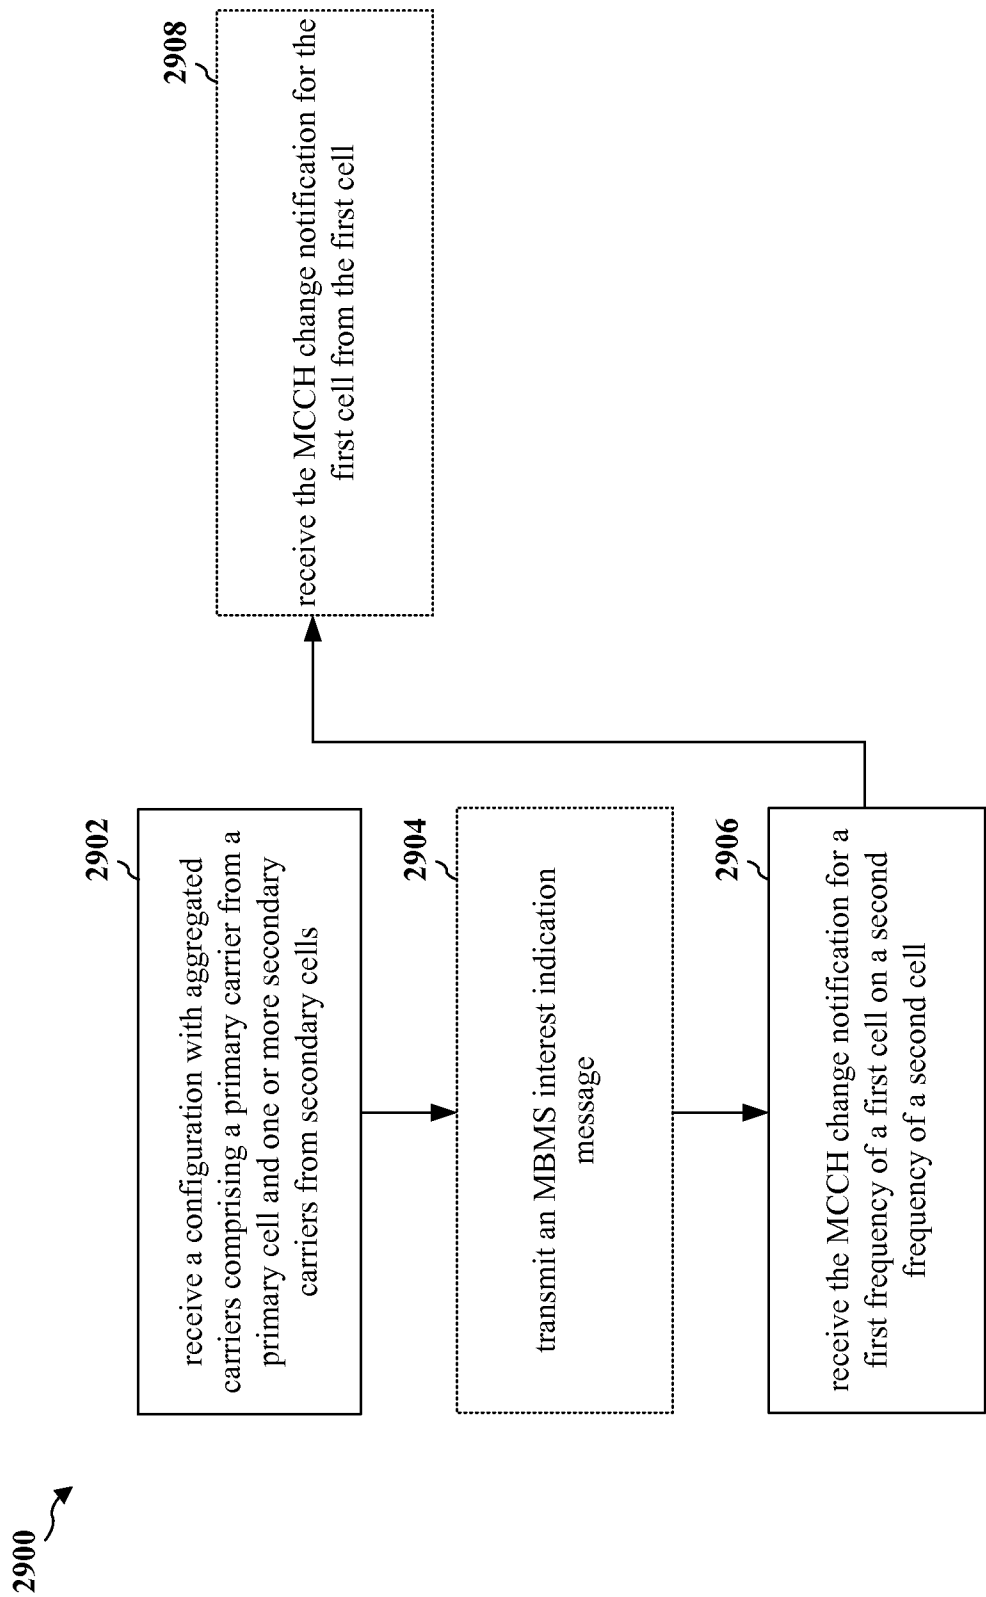 2900
2902
receive a configuration with aggregated
carriers comprising a primary carrier from a
primary cell and one or more secondary
carriers from secondary cells
2904
transmit an MBMS interest indication
message
2906
receive the MCCH change notification for a
first frequency of a first cell on a second
frequency of a second cell
2908
receive the MCCH change notification for the
first cell from the first cell